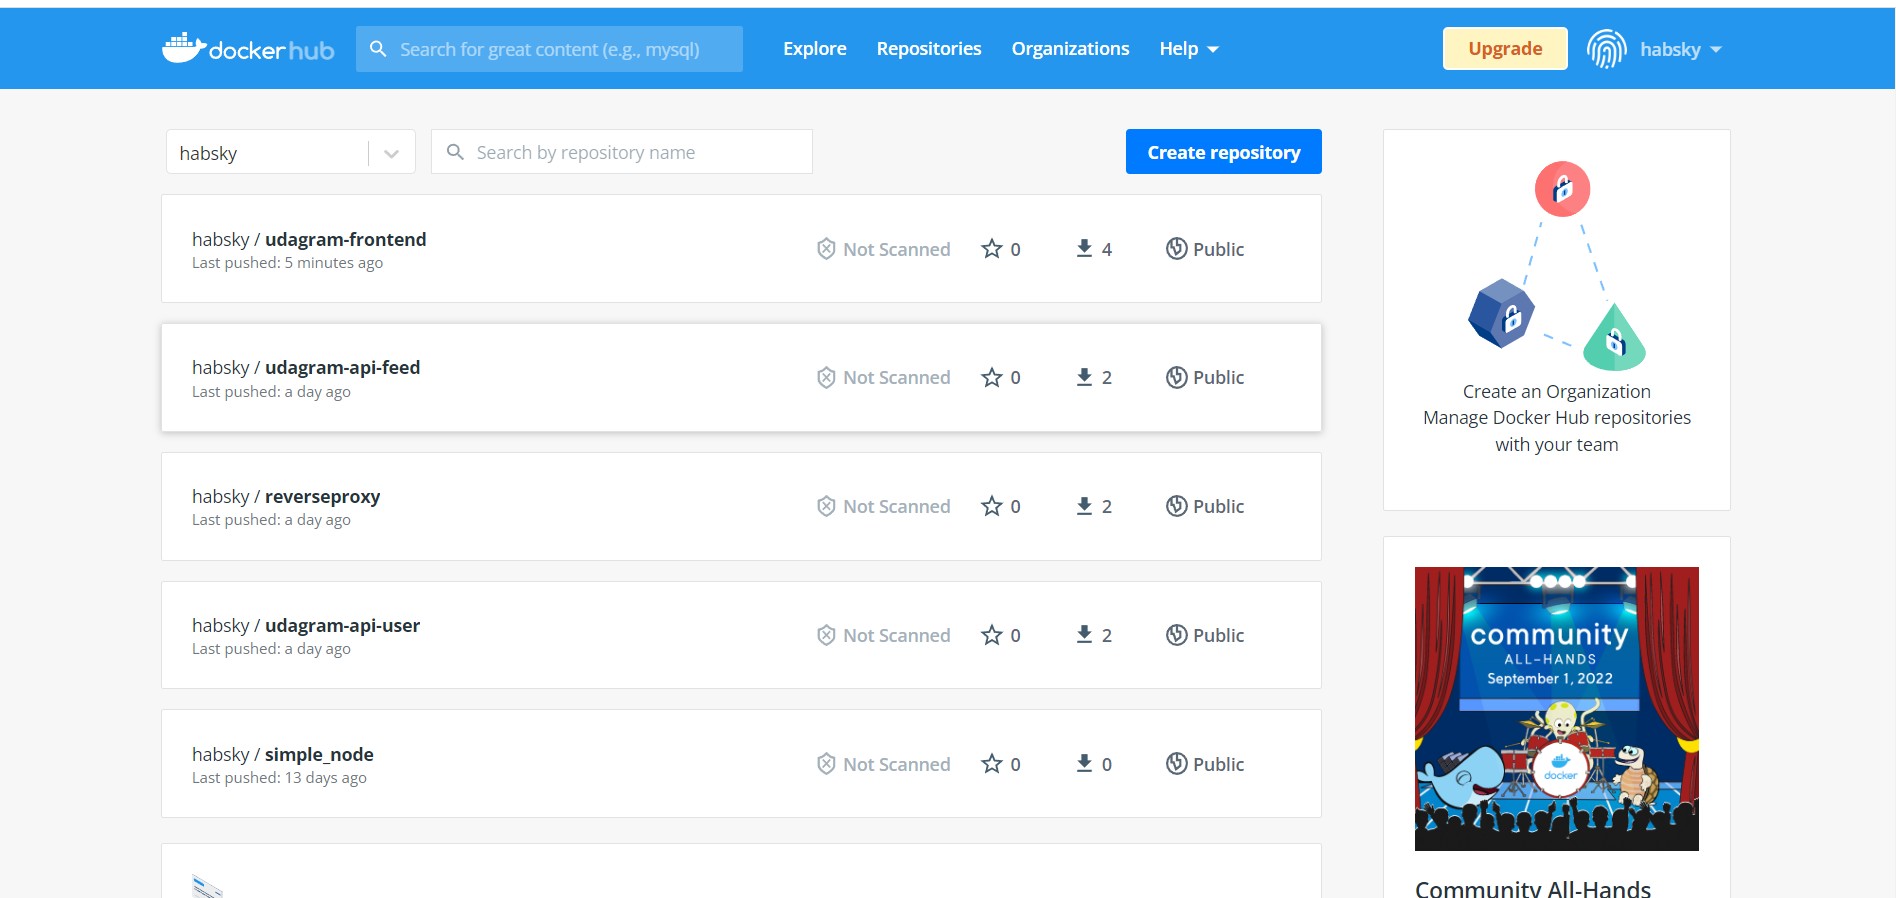 docker hub
Search for great content (e.g., mysql)
Explore
Repositories
Organizations
Help
Upgrade
habsky
habsky
Search by repository name
Create repository
habsky / udagram-frontend
Last pushed: 5 minutes ago
Not Scanned
0
4
Public
habsky / udagram-api-feed
Last pushed: a day ago
Not Scanned
0
2
Public
habsky / reverseproxy
Last pushed: a day ago
Not Scanned
0
2
Public
habsky / udagram-api-user
Last pushed: a day ago
Not Scanned
0
2
Public
habsky / simple_node
Last pushed: 13 days ago
Not Scanned
0
0
Public
Create an Organization
Manage Docker Hub repositories
with your team
community
ALL-HANDS
September 1, 2022
docker
Community All-Hands